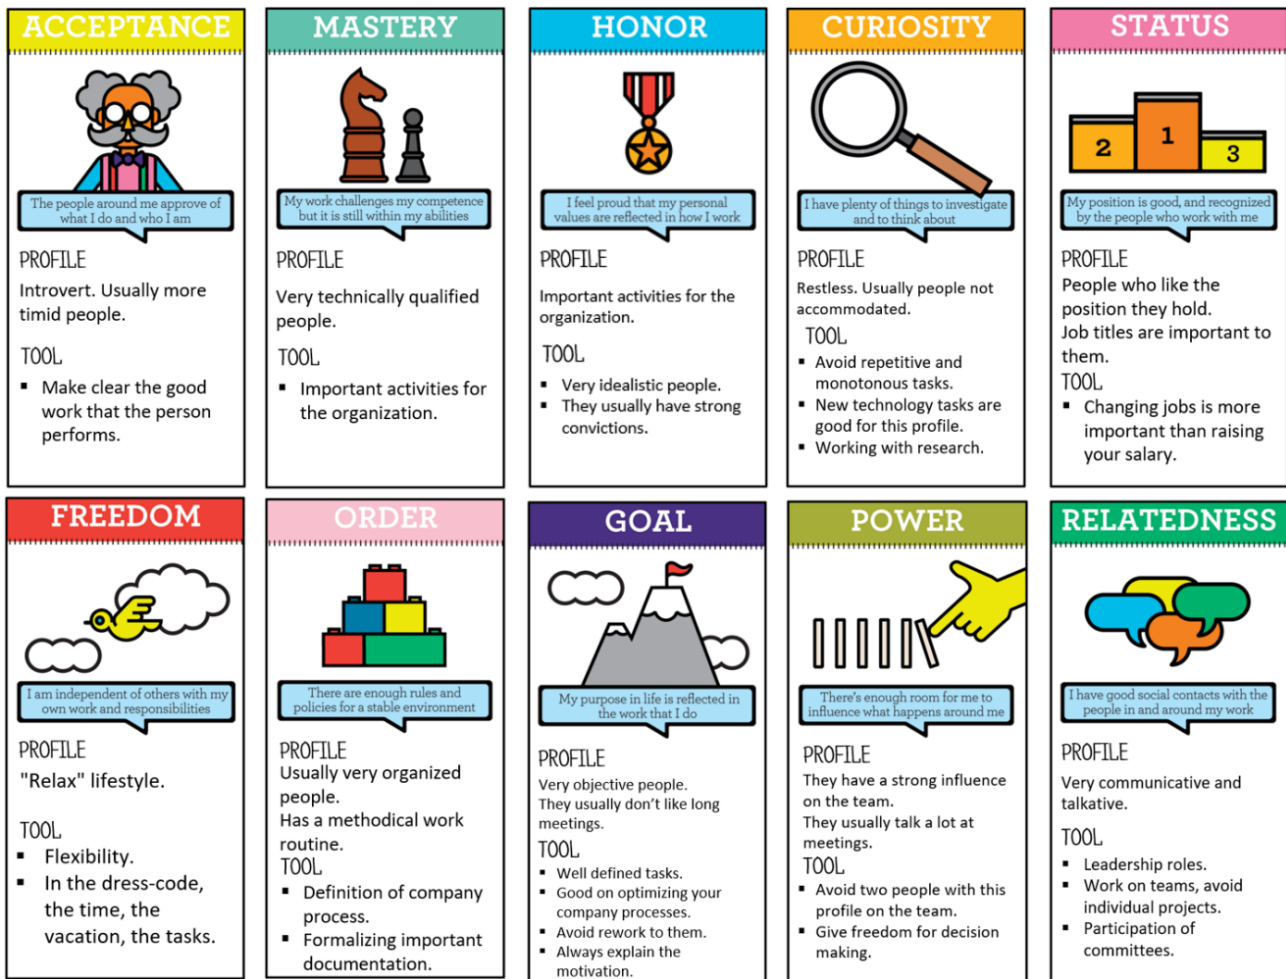 ACCEPTANCE
The people around me approve of
what I do and who I am
PROFILE
Introvert. Usually more
timid people.
TOOL
▪ Make clear the good
work that the person
performs.
MASTERY
My work challenges my competence
but it is still within my abilities
PROFILE
Very technically qualified
people.
TOOL
▪ Important activities for
the organization.
HONOR
I feel proud that my personal
values are reflected in how I work
PROFILE
Important activities for the
organization.
TOOL
▪ Very idealistic people.
▪ They usually have strong
convictions.
CURIOSITY
I have plenty of things to investigate
and to think about
PROFILE
Restless. Usually people not
accommodated.
TOOL
▪ Avoid repetitive and
monotonous tasks.
▪ New technology tasks are
good for this profile.
▪ Working with research.
STATUS
2
1
3
My position is good, and recognized
by the people who work with me
PROFILE
People who like the
position they hold.
Job titles are important to
them.
TOOL
▪ Changing jobs is more
important than raising
your salary.
FREEDOM
I am independent of others with my
own work and responsibilities
PROFILE
"Relax" lifestyle.
TOOL
▪ Flexibility.
▪ In the dress-code,
the time, the
vacation, the tasks.
ORDER
There are enough rules and
policies for a stable environment
PROFILE
Usually very organized
people.
Has a methodical work
routine.
TOOL
▪ Definition of company
process.
▪ Formalizing important
documentation.
GOAL
My purpose in life is reflected in
the work that I do
PROFILE
Very objective people.
They usually don't like long
meetings.
TOOL
▪ Well defined tasks.
▪ Good on optimizing your
company processes.
▪ Avoid rework to them.
▪ Always explain the
motivation.
POWER
There's enough room for me to
influence what happens around me
PROFILE
They have a strong influence
on the team.
They usually talk a lot at
meetings.
TOOL
▪ Avoid two people with this
profile on the team.
▪ Give freedom for decision
making.
RELATEDNESS
I have good social contacts with the
people in and around my work
PROFILE
Very communicative and
talkative.
TOOL
▪ Leadership roles.
▪ Work on teams, avoid
individual projects.
▪ Participation of
committees.